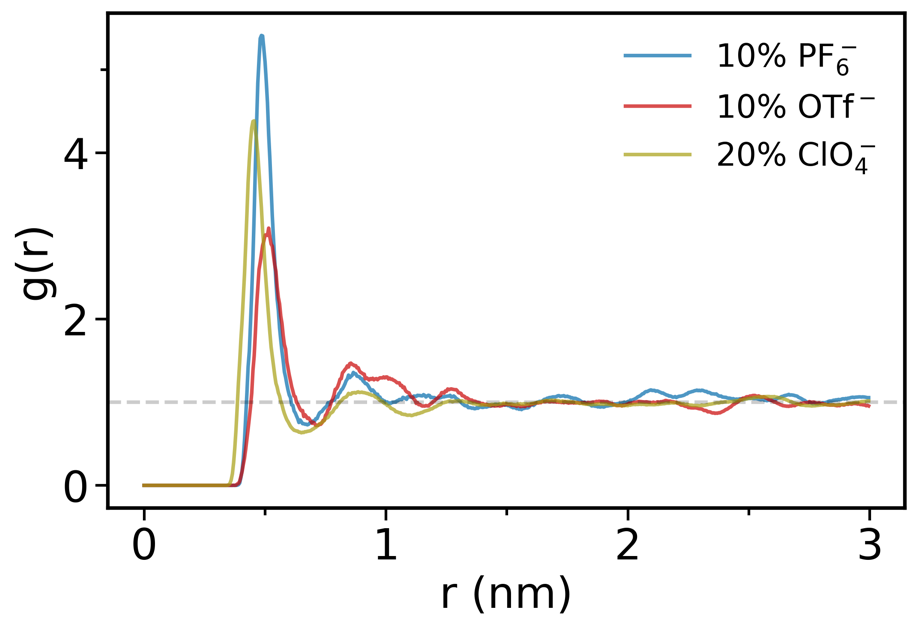 10% PF₆⁻
10% OTf⁻
20% ClO₄⁻
g(r)
4
2
0
0 1 2 3
r (nm)